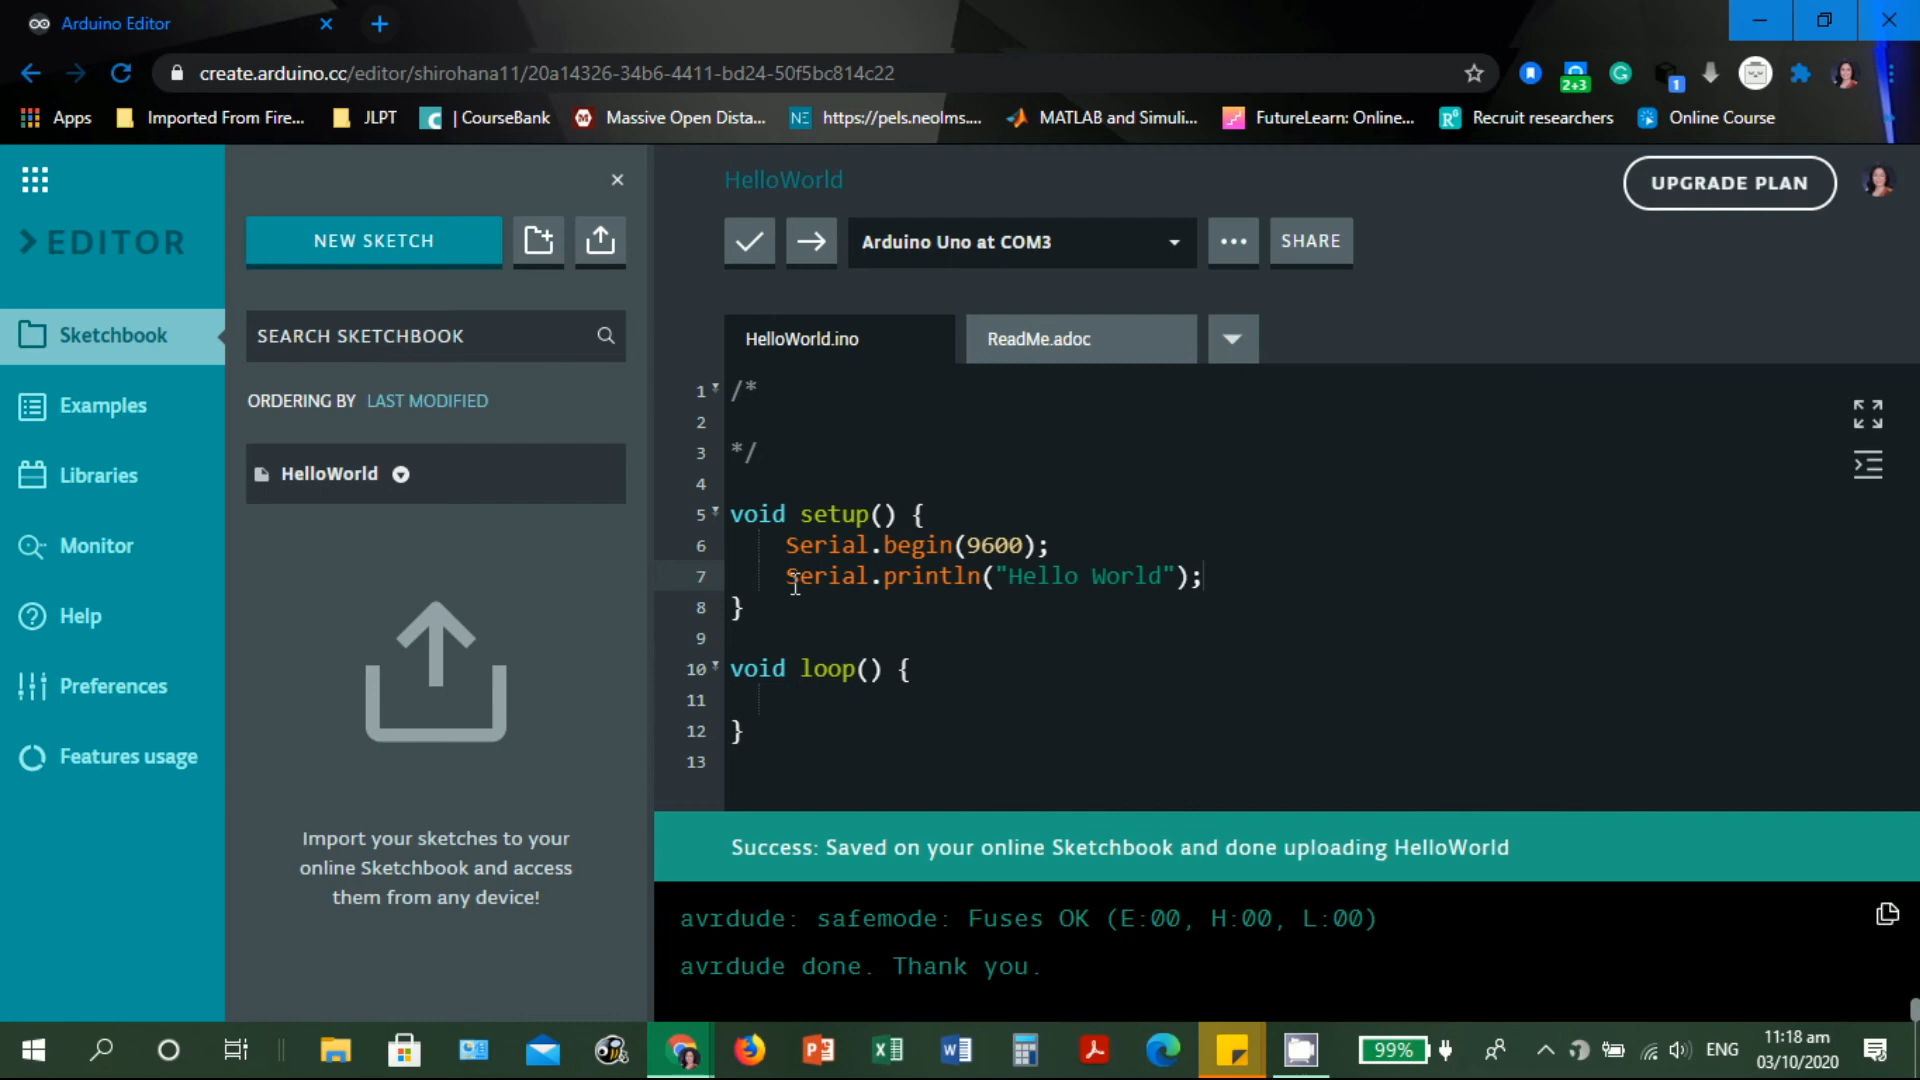 Arduino Editor
create.arduino.cc/editor/shirohana11/20a14326-34b6-4411-bd24-50f5bc814c22
2+3
1
Apps
Imported From Fire...
JLPT
| CourseBank
Massive Open Dista...
NE
https://pels.neolms....
MATLAB and Simuli...
FutureLearn: Online...
Recruit researchers
Online Course
EDITOR
Sketchbook
Examples
Libraries
Monitor
Help
Preferences
Features usage
NEW SKETCH
SEARCH SKETCHBOOK
ORDERING BY LAST MODIFIED
HelloWorld
Import your sketches to your
online Sketchbook and access
them from any device!
HelloWorld
UPGRADE PLAN
Arduino Uno at COM3
SHARE
HelloWorld.ino
ReadMe.adoc
1 /*
2
3 */
4
5 void setup() {
6 Serial.begin(9600);
7 Serial.println("Hello World");
8 }
9
10 void loop() {
11
12 }
13
Success: Saved on your online Sketchbook and done uploading HelloWorld
avrdude: safemode: Fuses OK (E:00, H:00, L:00)
avrdude done. Thank you.
99%
ENG
11:18 am
03/10/2020